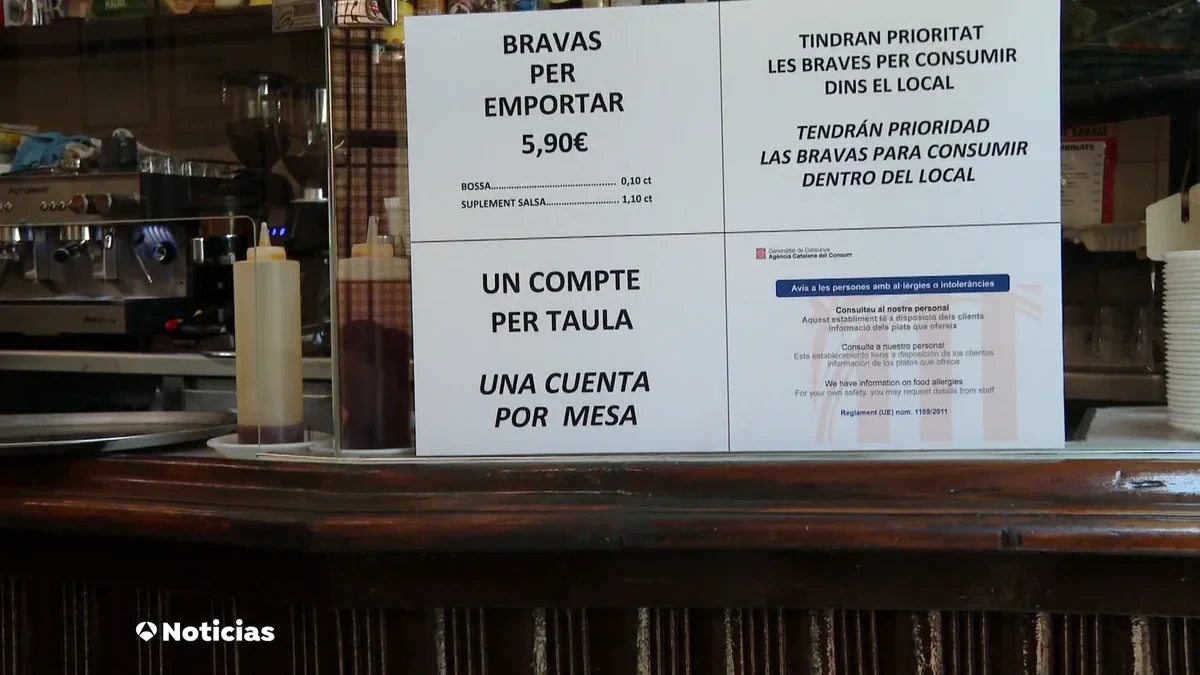 BRAVAS
PER
EMPORTAR
5,90€
BOSSA................................................ 0,10 ct
SUPLEMENT SALSA............................ 1,10 ct
TINDRAN PRIORITAT
LES BRAVES PER CONSUMIR
DINS EL LOCAL
TENDRÁN PRIORIDAD
LAS BRAVAS PARA CONSUMIR
DENTRO DEL LOCAL
UN COMPTE
PER TAULA
UNA CUENTA
POR MESA
Generalitat de Catalunya
Agència Catalana del Consum
Avís a les persones amb al·lèrgies o intoleràncies
Consulteu al nostre personal
Aquest establiment té a disposició dels clients
informació dels plats que ofereix
Consulte a nuestro personal
Este establecimiento tiene a disposición de los clientes
información de los platos que ofrece
We have information on food allergies
For your own safety, you may request details from staff
Reglament (UE) núm. 1169/2011
Noticias